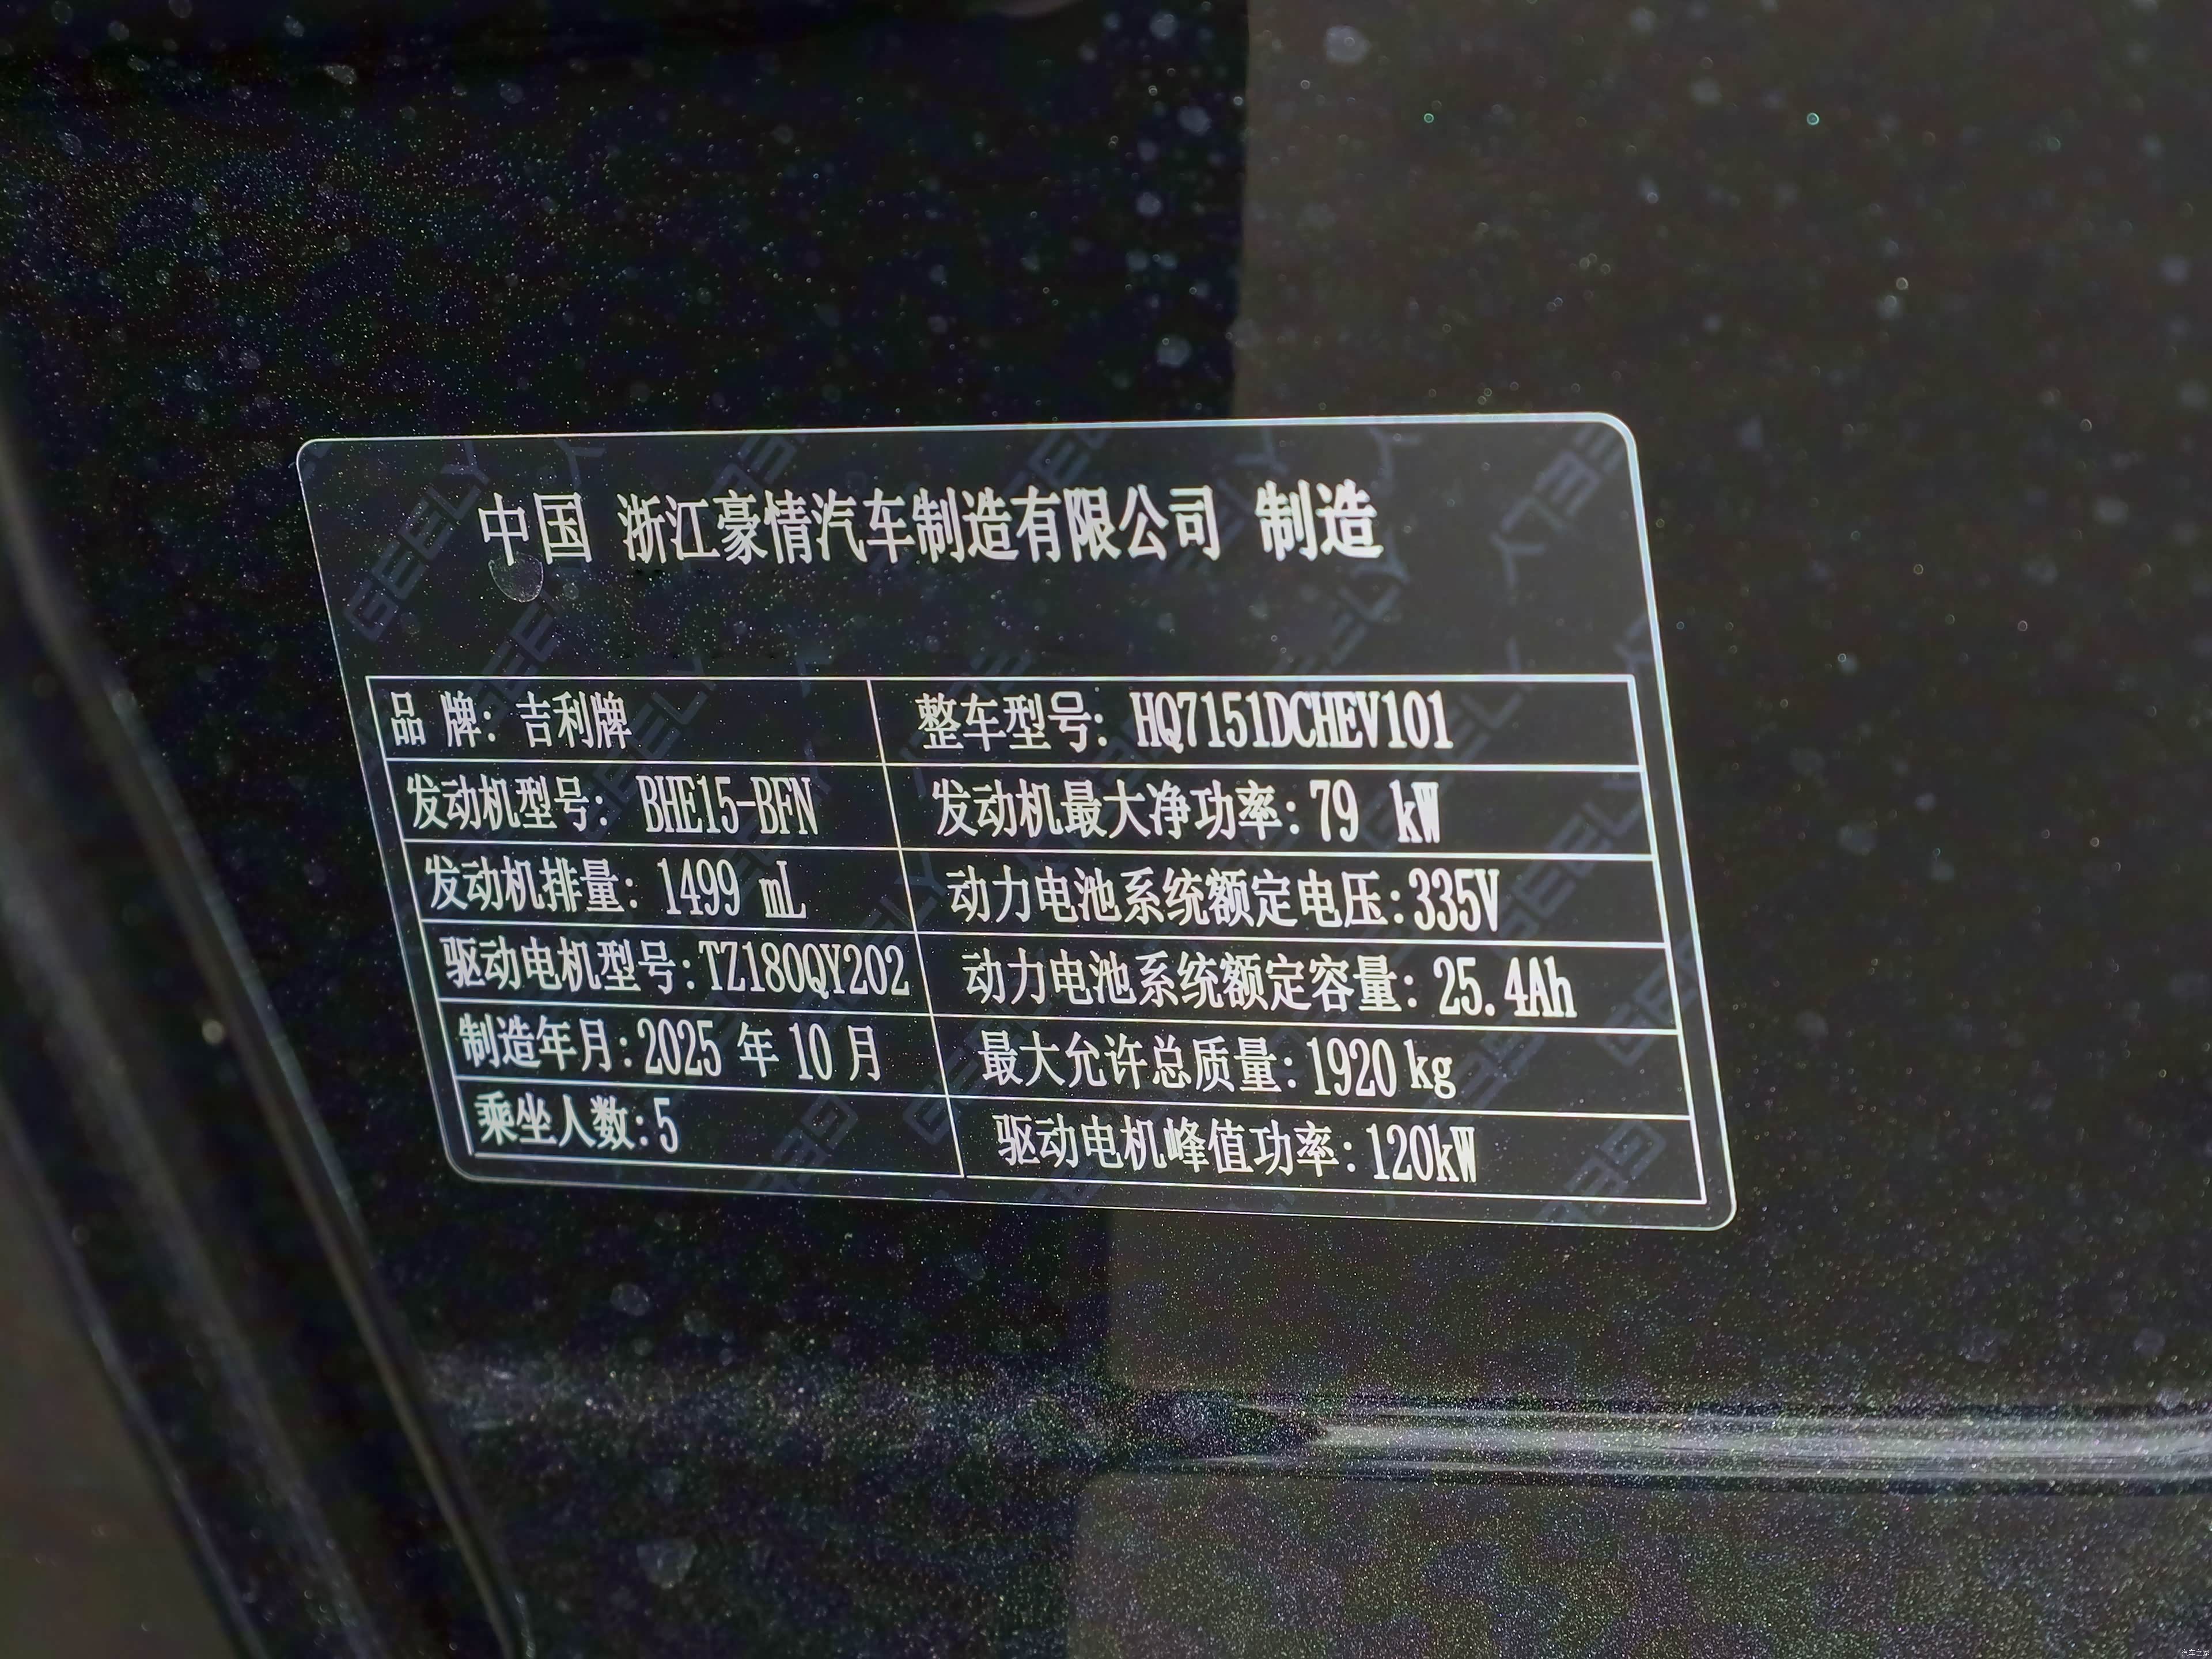 中国 浙江豪情汽车制造有限公司 制造
品 牌: 吉利牌 整车型号: HQ7151DCHEV101
发动机型号: BHE15-BFN 发动机最大净功率: 79 kW
发动机排量: 1499 mL 动力电池系统额定电压: 335V
驱动电机型号: TZ180QY202 动力电池系统额定容量: 25.4Ah
制造年月: 2025 年 10 月 最大允许总质量: 1920 kg
乘坐人数: 5 驱动电机峰值功率: 120kW
GEELY
汽车之家